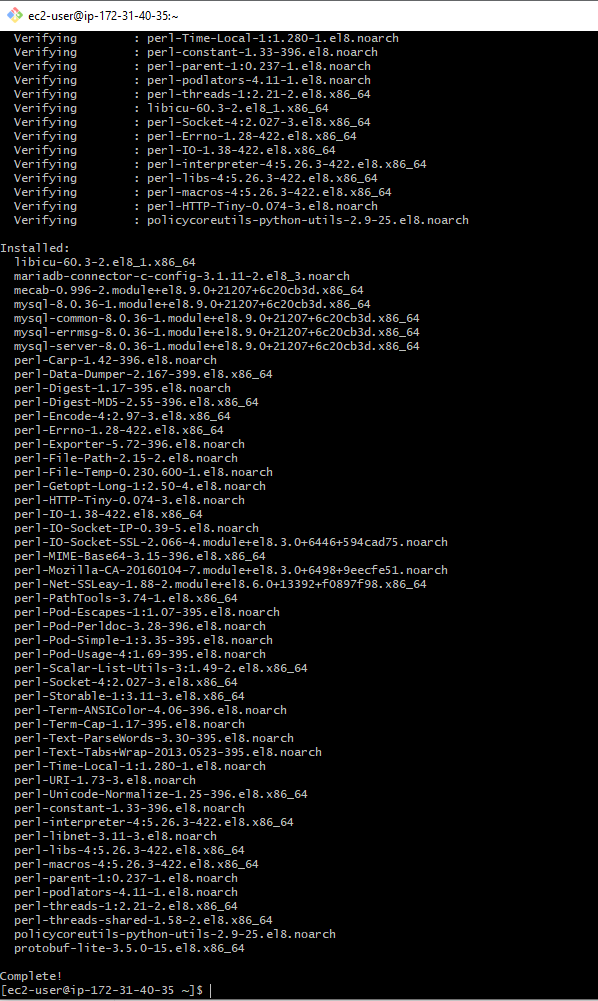 ec2-user@ip-172-31-40-35:~
Verifying : perl-Time-Local-1:1.280-1.el8.noarch
Verifying : perl-constant-1.33-396.el8.noarch
Verifying : perl-parent-1:0.237-1.el8.noarch
Verifying : perl-podlators-4.11-1.el8.noarch
Verifying : perl-threads-1:2.21-2.el8.x86_64
Verifying : libicu-60.3-2.el8_1.x86_64
Verifying : perl-Socket-4:2.027-3.el8.x86_64
Verifying : perl-Errno-1.28-422.el8.x86_64
Verifying : perl-IO-1.38-422.el8.x86_64
Verifying : perl-interpreter-4:5.26.3-422.el8.x86_64
Verifying : perl-libs-4:5.26.3-422.el8.x86_64
Verifying : perl-macros-4:5.26.3-422.el8.x86_64
Verifying : perl-HTTP-Tiny-0.074-3.el8.noarch
Verifying : policycoreutils-python-utils-2.9-25.el8.noarch
Installed:
libicu-60.3-2.el8_1.x86_64
mariadb-connector-c-config-3.1.11-2.el8_3.noarch
mecab-0.996-2.module+el8.9.0+21207+6c20cb3d.x86_64
mysql-8.0.36-1.module+el8.9.0+21207+6c20cb3d.x86_64
mysql-common-8.0.36-1.module+el8.9.0+21207+6c20cb3d.x86_64
mysql-errmsg-8.0.36-1.module+el8.9.0+21207+6c20cb3d.x86_64
mysql-server-8.0.36-1.module+el8.9.0+21207+6c20cb3d.x86_64
perl-Carp-1.42-396.el8.noarch
perl-Data-Dumper-2.167-399.el8.x86_64
perl-Digest-1.17-395.el8.noarch
perl-Digest-MD5-2.55-396.el8.x86_64
perl-Encode-4:2.97-3.el8.x86_64
perl-Errno-1.28-422.el8.x86_64
perl-Exporter-5.72-396.el8.noarch
perl-File-Path-2.15-2.el8.noarch
perl-File-Temp-0.230.600-1.el8.noarch
perl-Getopt-Long-1:2.50-4.el8.noarch
perl-HTTP-Tiny-0.074-3.el8.noarch
perl-IO-1.38-422.el8.x86_64
perl-IO-Socket-IP-0.39-5.el8.noarch
perl-IO-Socket-SSL-2.066-4.module+el8.3.0+6446+594cad75.noarch
perl-MIME-Base64-3.15-396.el8.x86_64
perl-Mozilla-CA-20160104-7.module+el8.3.0+6498+9eecfe51.noarch
perl-Net-SSLeay-1.88-2.module+el8.6.0+13392+f0897f98.x86_64
perl-PathTools-3.74-1.el8.x86_64
perl-Pod-Escapes-1:1.07-395.el8.noarch
perl-Pod-Perldoc-3.28-396.el8.noarch
perl-Pod-Simple-1:3.35-395.el8.noarch
perl-Pod-Usage-4:1.69-395.el8.noarch
perl-Scalar-List-Utils-3:1.49-2.el8.x86_64
perl-Socket-4:2.027-3.el8.x86_64
perl-Storable-1:3.11-3.el8.x86_64
perl-Term-ANSIColor-4.06-396.el8.noarch
perl-Term-Cap-1.17-395.el8.noarch
perl-Text-ParseWords-3.30-395.el8.noarch
perl-Text-Tabs+Wrap-2013.0523-395.el8.noarch
perl-Time-Local-1:1.280-1.el8.noarch
perl-URI-1.73-3.el8.noarch
perl-Unicode-Normalize-1.25-396.el8.x86_64
perl-constant-1.33-396.el8.noarch
perl-interpreter-4:5.26.3-422.el8.x86_64
perl-libnet-3.11-3.el8.noarch
perl-libs-4:5.26.3-422.el8.x86_64
perl-macros-4:5.26.3-422.el8.x86_64
perl-parent-1:0.237-1.el8.noarch
perl-podlators-4.11-1.el8.noarch
perl-threads-1:2.21-2.el8.x86_64
perl-threads-shared-1.58-2.el8.x86_64
policycoreutils-python-utils-2.9-25.el8.noarch
protobuf-lite-3.5.0-15.el8.x86_64
Complete!
[ec2-user@ip-172-31-40-35 ~]$